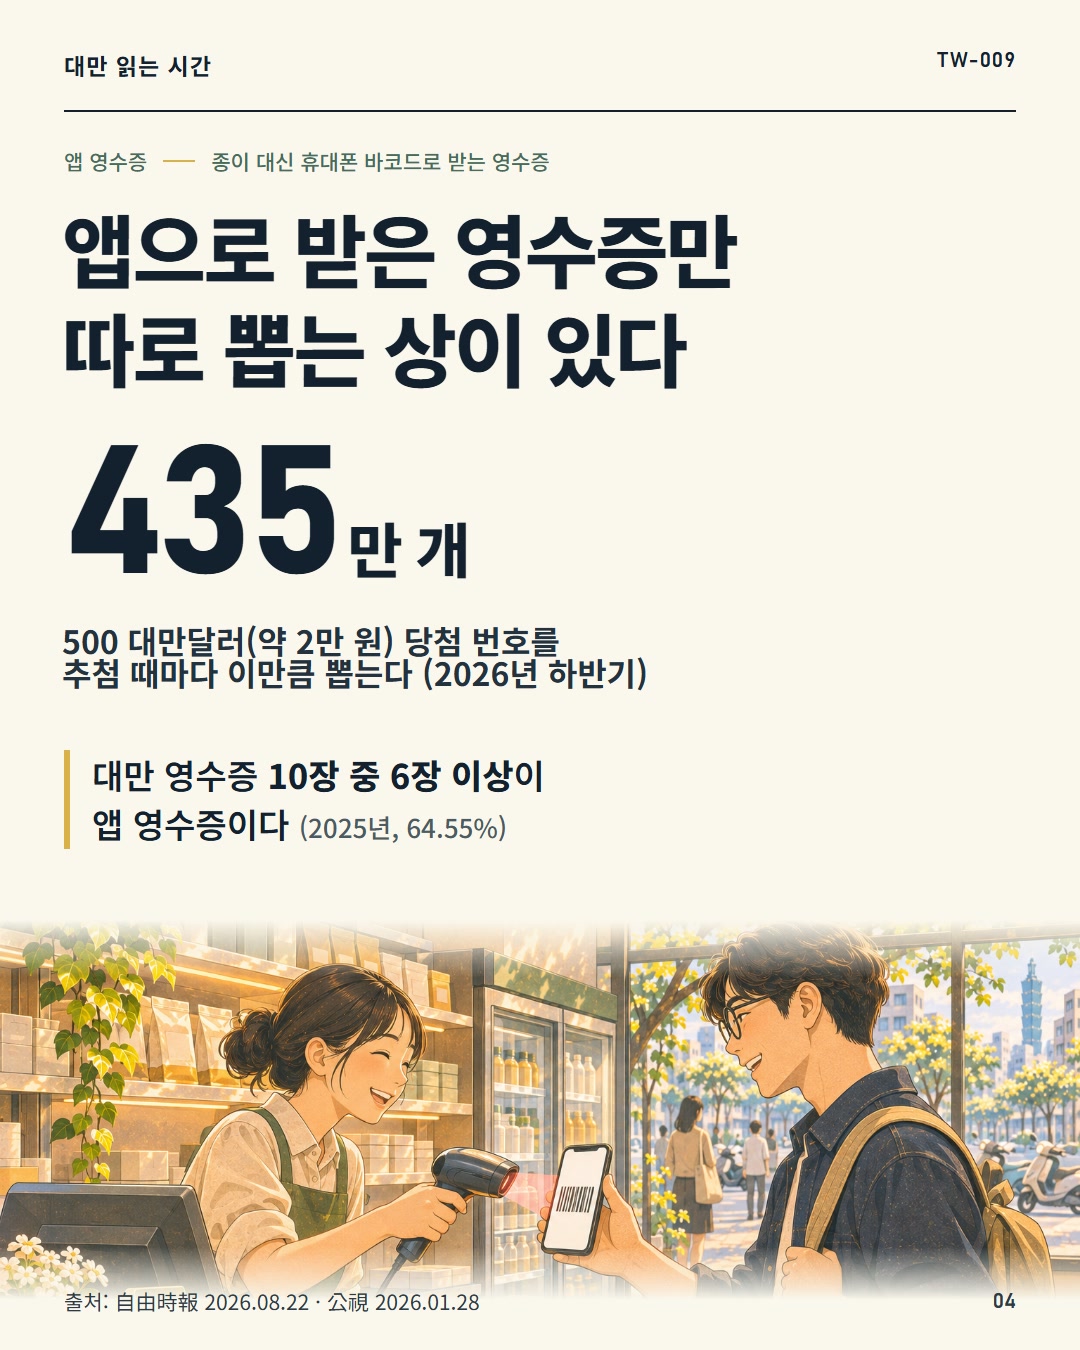 대만 읽는 시간
TW-009
앱 영수증 — 종이 대신 휴대폰 바코드로 받는 영수증
앱으로 받은 영수증만
따로 뽑는 상이 있다
435만 개
500 대만달러(약 2만 원) 당첨 번호를
추첨 때마다 이만큼 뽑는다 (2026년 하반기)
대만 영수증 10장 중 6장 이상이
앱 영수증이다 (2025년, 64.55%)
출처: 自由時報 2026.08.22 · 公視 2026.01.28
04